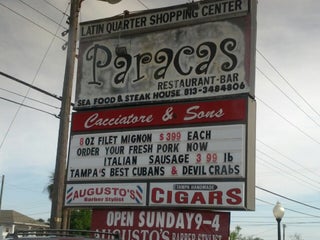 LATIN QUARTER SHOPPING CENTER
Paracas
RESTAURANT-BAR
SEA FOOD & STEAK HOUSE 813-3484806
Cacciatore & Sons
8 OZ FILET MIGNON $3.99 EACH
ORDER YOUR FRESH PORK NOW
ITALIAN SAUSAGE 3 99 lb
TAMPA'S BEST CUBANS & DEVIL CRABS
AUGUSTO'S
Barber Stylist
TAMPA HANDMADE
CIGARS
OPEN SUNDAY 9-4
AUGUSTO'S BARBER STYLIST